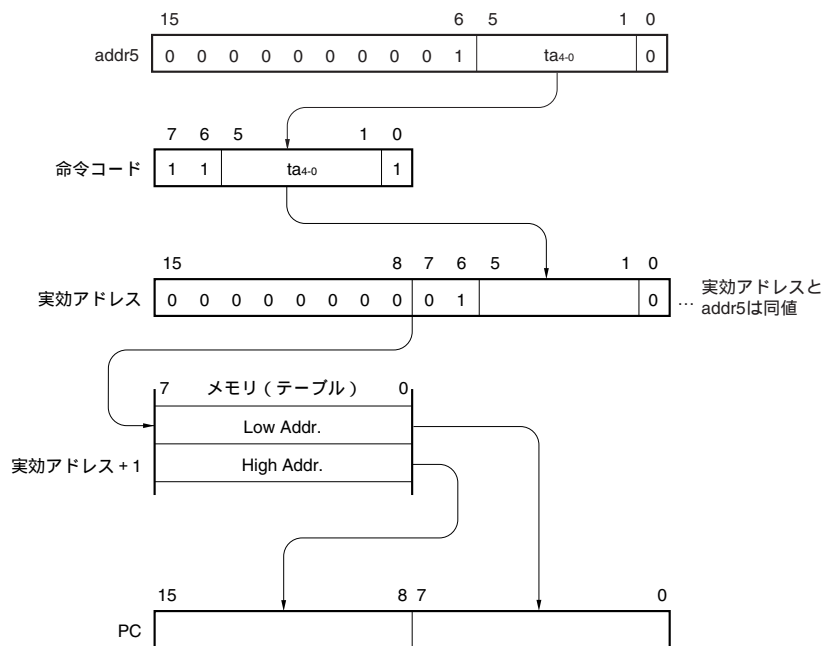 15 6 5 1 0
addr5 0 0 0 0 0 0 0 0 0 1 ta4-0 0
7 6 5 1 0
命令コード 1 1 ta4-0 1
15 8 7 6 5 1 0
実効アドレス 0 0 0 0 0 0 0 0 0 1 0 … 実効アドレスと
addr5は同値
7 メモリ（テーブル） 0
Low Addr.
実効アドレス＋1 High Addr.
15 8 7 0
PC